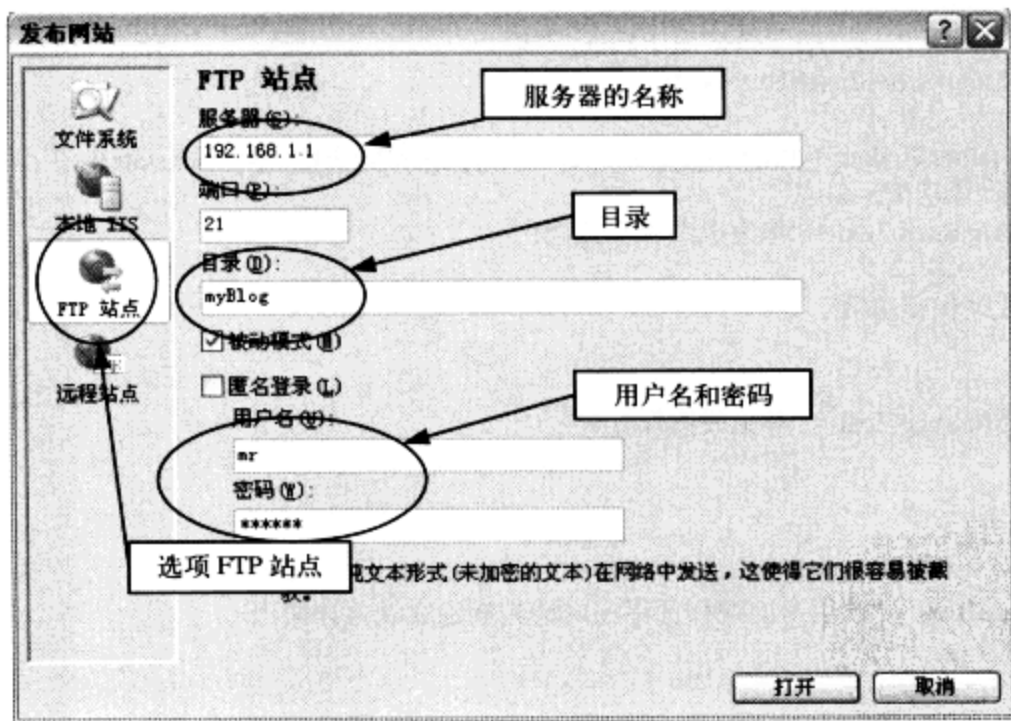 发布网站
文件系统
本地 IIS
FTP 站点
远程站点
FTP 站点
服务器的名称
服务器(S):
192.168.1.1
端口(P):
21
目录
目录(D):
myBlog
被动模式(M)
匿名登录(L)
用户名和密码
用户名(U):
mr
密码(W):
******
选项 FTP 站点
文本形式(未加密的文本)在网络中发送，这使得它们很容易被截
打开
取消